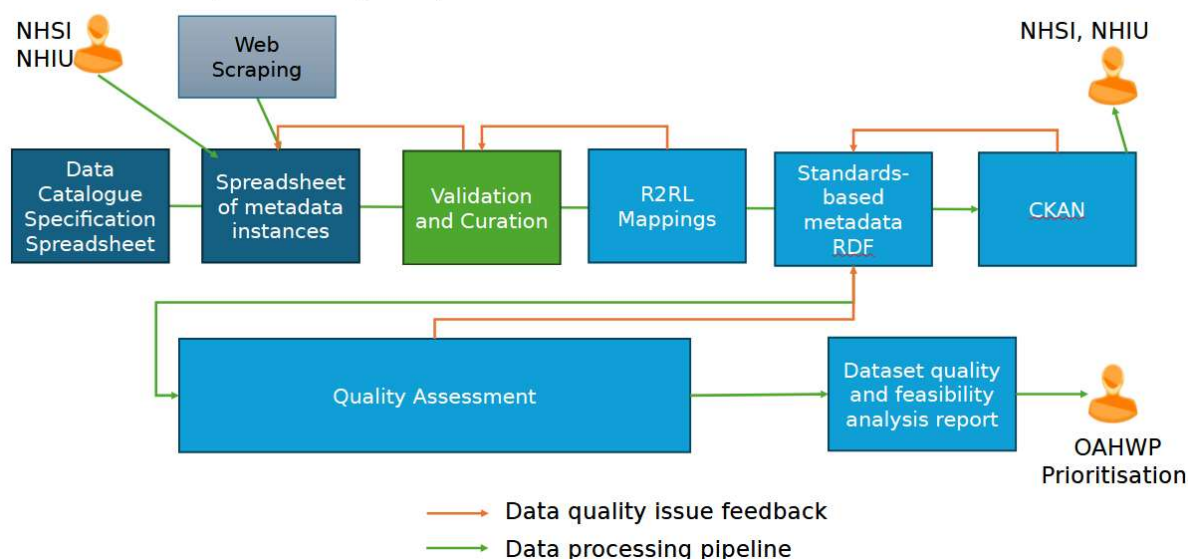 NHSI
NHIU
Web
Scraping
NHSI, NHIU
Data
Catalogue
Specification
Spreadsheet
Spreadsheet
of metadata
instances
Validation
and Curation
R2RL
Mappings
Standards-
based
metadata
RDF
CKAN
Quality Assessment
Dataset quality
and feasibility
analysis report
OAHWP
Prioritisation
Data quality issue feedback
Data processing pipeline